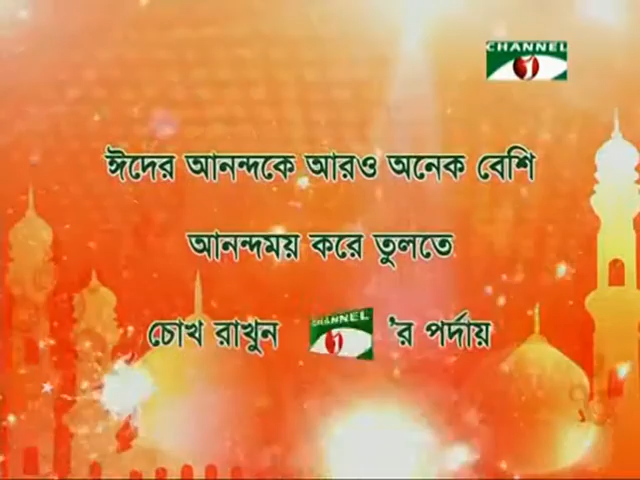 CHANNEL
ঈদের আনন্দকে আরও অনেক বেশি
আনন্দময় করে তুলতে
চোখ রাখুন CHANNEL 'র পর্দায়